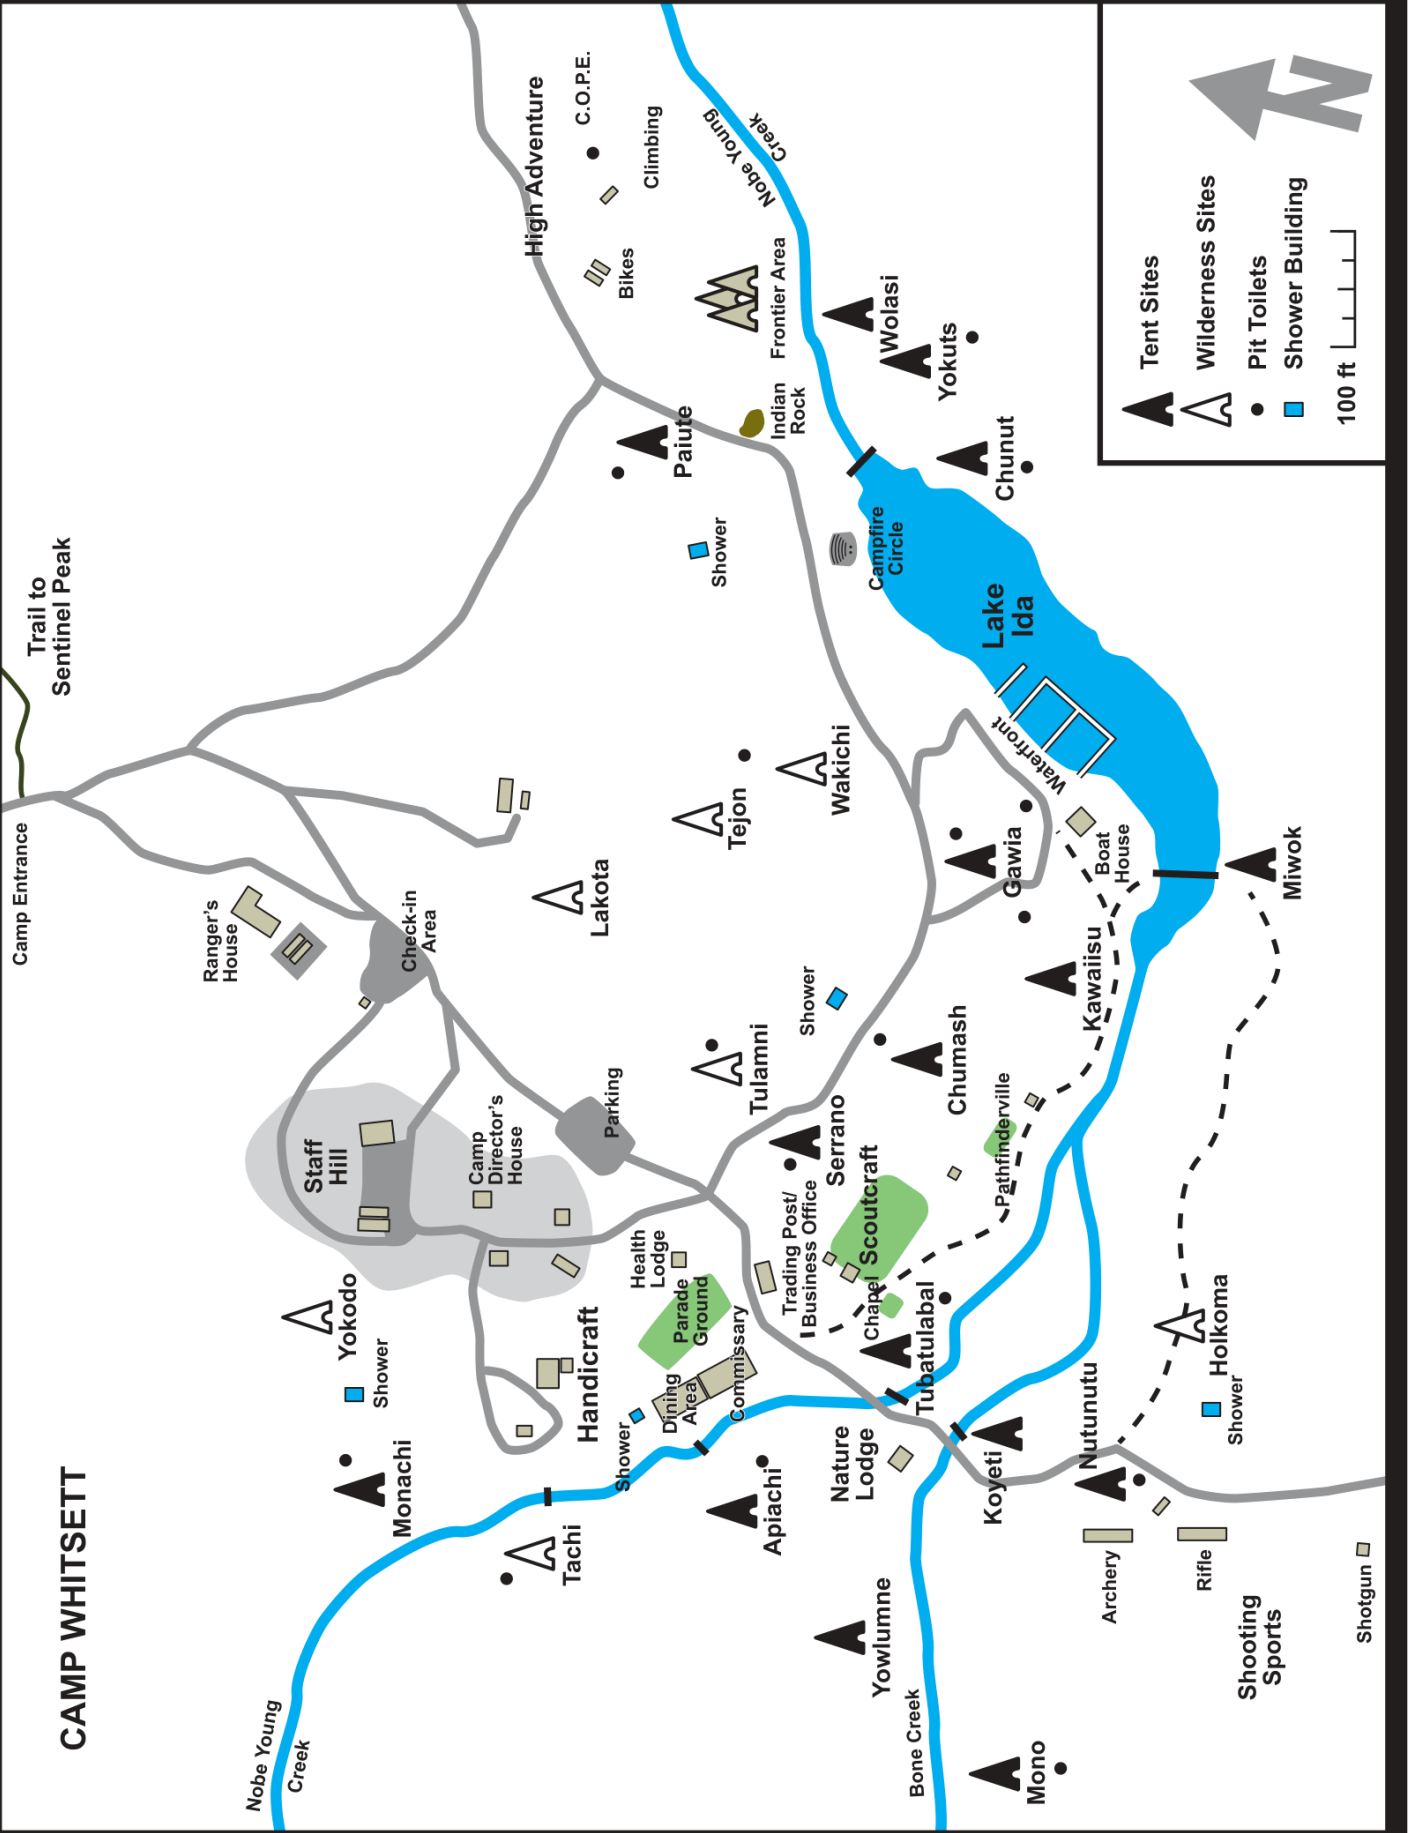 CAMP WHITSETT
Camp Entrance
Trail to
Sentinel Peak
Nobe Young
Creek
Monachi
Yokodo
Shower
Staff
Hill
Ranger's
House
Check-in
Area
Camp
Director's
House
Handicraft
Tachi
Shower
Dining
Area
Commissary
Parade
Ground
Health
Lodge
Parking
Lakota
Tejon
Wakichi
Tulamni
Shower
Shower
Paiute
High Adventure
C.O.P.E.
Climbing
Bikes
Nobe Young
Creek
Frontier Area
Indian
Rock
Wolasi
Yokuts
Chunut
Campfire
Circle
Lake
Ida
Waterfront
Boat
House
Gawia
Kawaiisu
Miwok
Chumash
Serrano
Trading Post/
Business Office
Scoutcraft
Pathfinderville
Chapel
Tubatulabal
Apiachi
Nature
Lodge
Koyeti
Yowlumne
Bone Creek
Mono
Nutunutu
Holkoma
Shower
Archery
Rifle
Shooting
Sports
Shotgun
Tent Sites
Wilderness Sites
Pit Toilets
Shower Building
100 ft
N